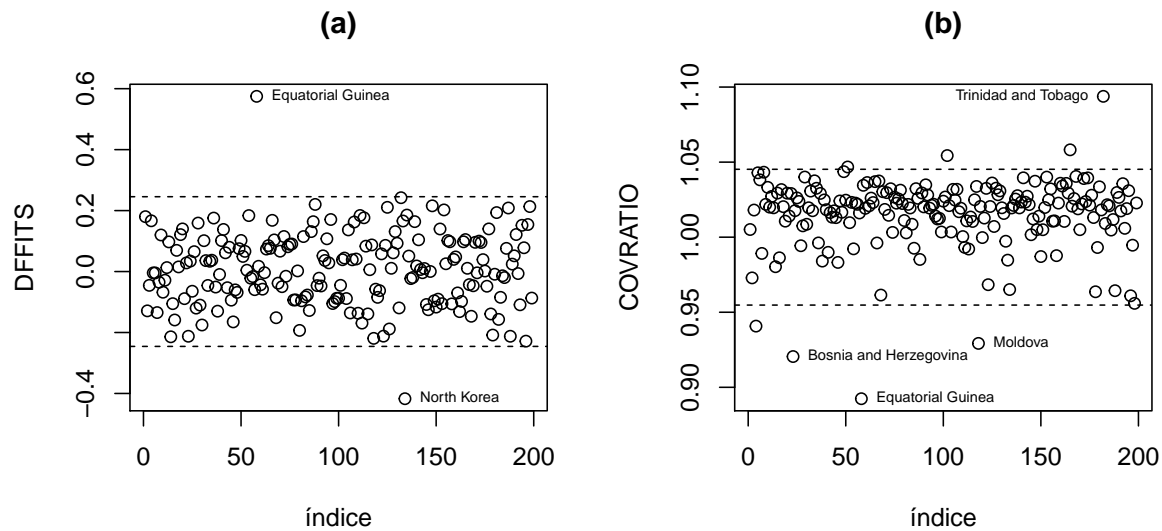 (a)
DFFITS
0.6
0.4
0.2
0.0
−0.4
Equatorial Guinea
North Korea
0 50 100 150 200
índice
(b)
COVRATIO
1.10
1.05
1.00
0.95
0.90
Trinidad and Tobago
Moldova
Bosnia and Herzegovina
Equatorial Guinea
0 50 100 150 200
índice